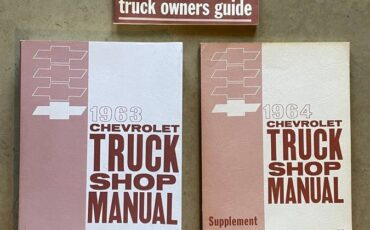 truck owners guide
1963
CHEVROLET
TRUCK
SHOP
MANUAL
1964
CHEVROLET
TRUCK
SHOP
MANUAL
Supplement